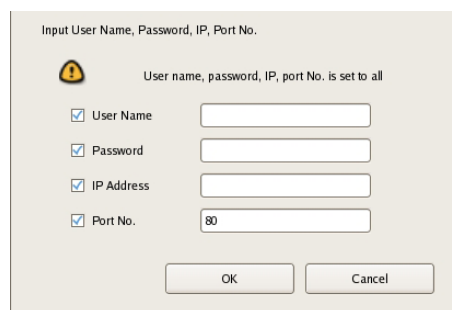 Input User Name, Password, IP, Port No.
User name, password, IP, port No. is set to all
User Name
Password
IP Address
Port No. 80
OK Cancel